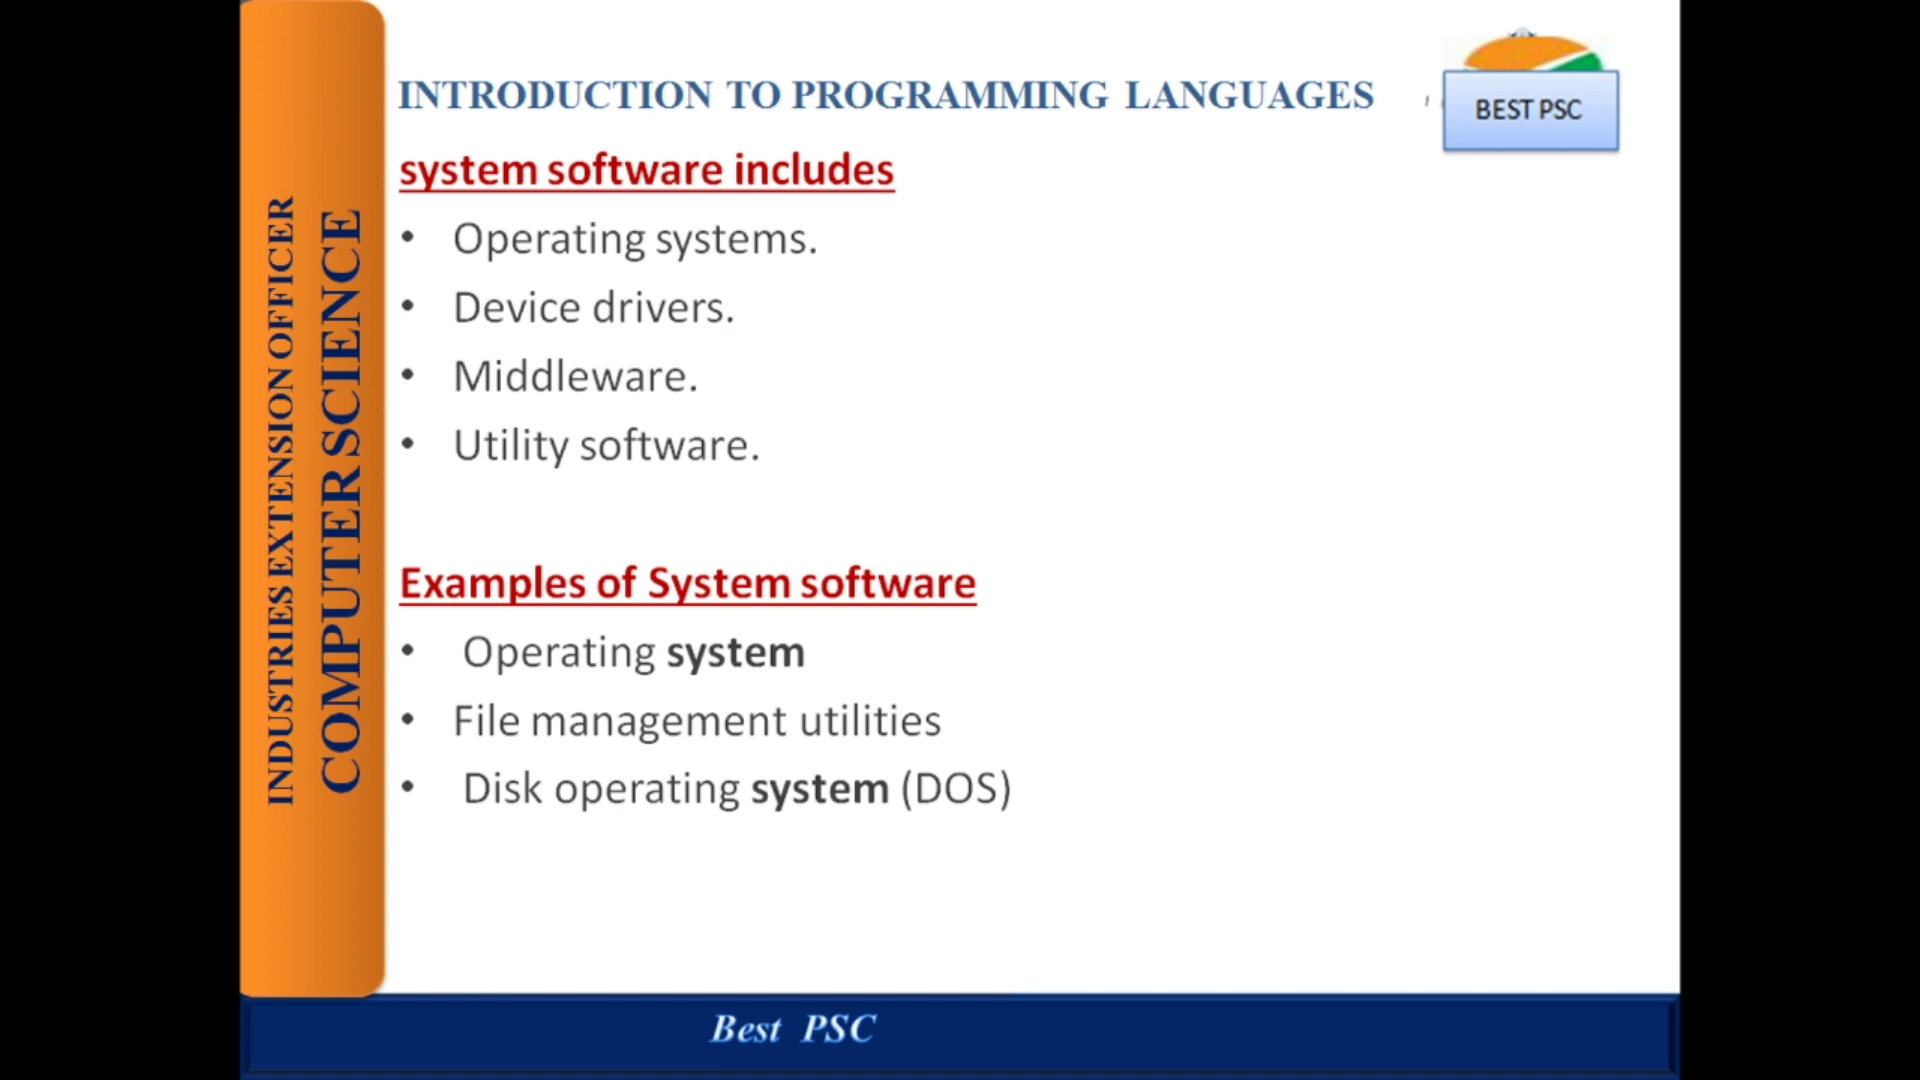 INTRODUCTION TO PROGRAMMING LANGUAGES
BEST PSC
system software includes
• Operating systems.
• Device drivers.
• Middleware.
• Utility software.
Examples of System software
• Operating system
• File management utilities
• Disk operating system (DOS)
INDUSTRIES EXTENSION OFFICER
COMPUTER SCIENCE
Best PSC